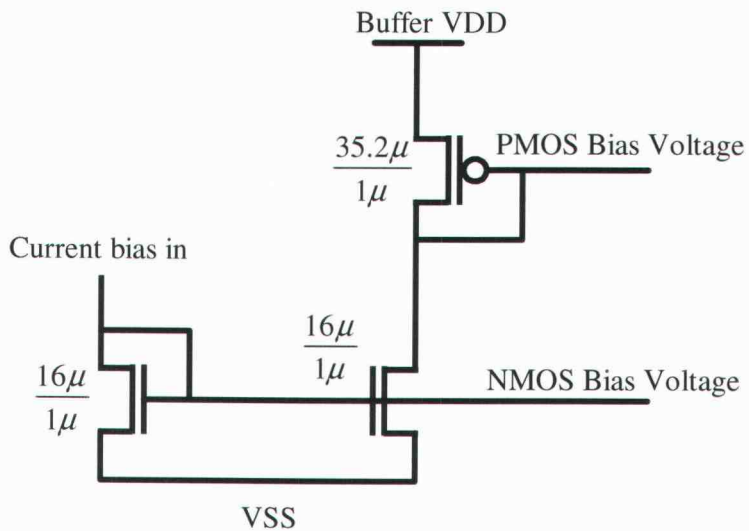 Buffer VDD
35.2μ
1μ
PMOS Bias Voltage
Current bias in
16μ
1μ
16μ
1μ
NMOS Bias Voltage
VSS